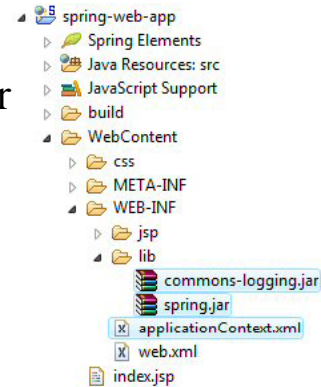 spring-web-app
Spring Elements
Java Resources: src
r
JavaScript Support
build
WebContent
css
META-INF
WEB-INF
jsp
lib
commons-logging.jar
spring.jar
applicationContext.xml
web.xml
index.jsp